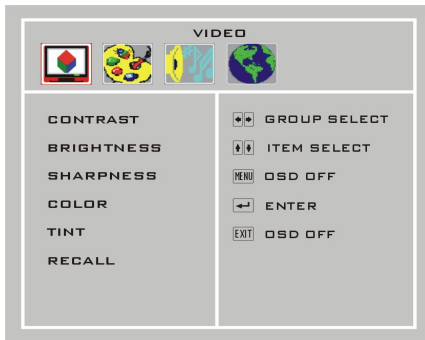 VIDEO
CONTRAST
BRIGHTNESS
SHARPNESS
COLOR
TINT
RECALL
GROUP SELECT
ITEM SELECT
MENU OSD OFF
ENTER
EXIT OSD OFF